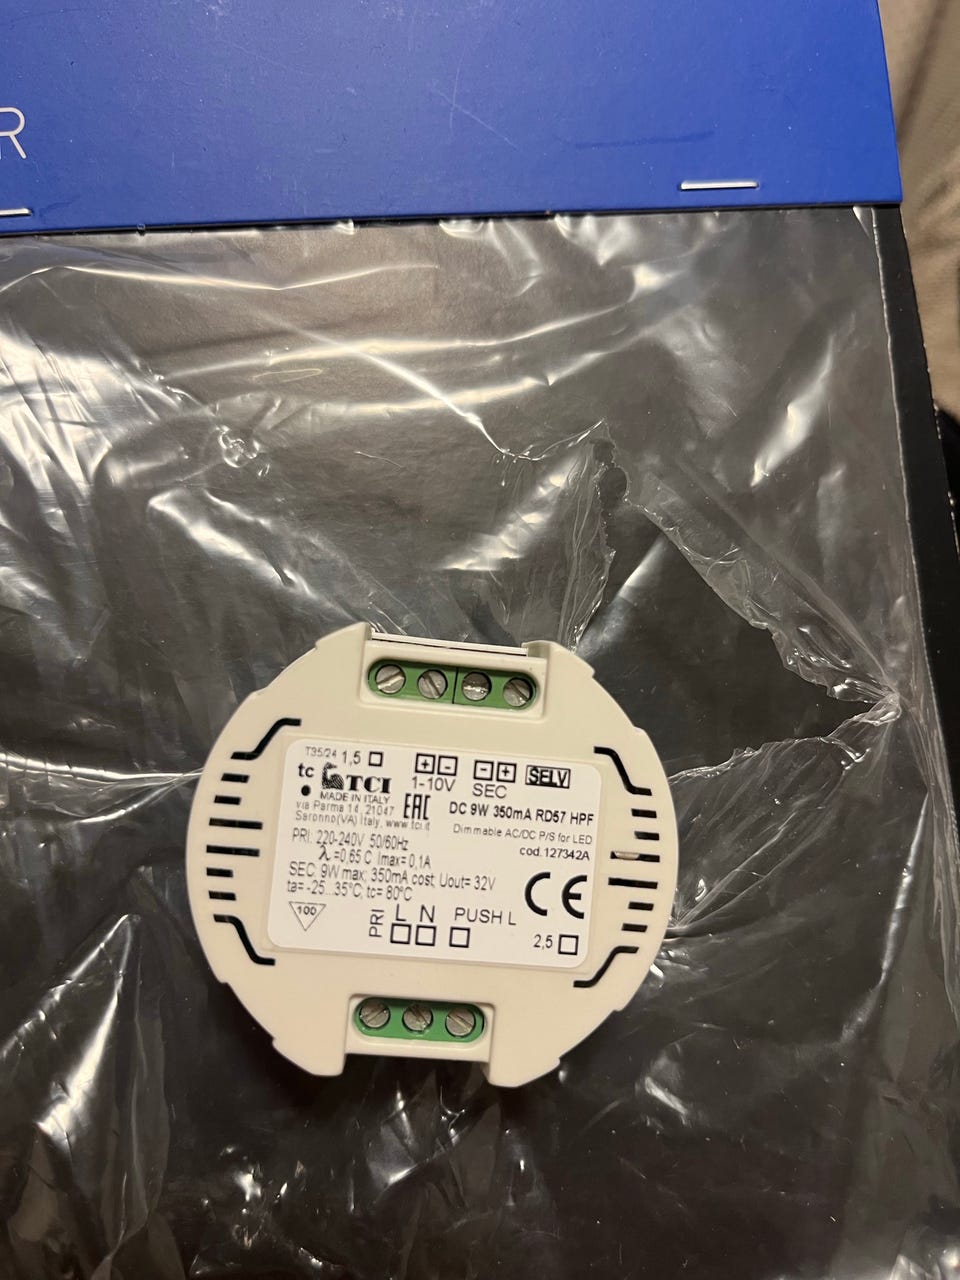 R
T35/24 1,5
+ - - + SELV
1-10V SEC
tc TCI
MADE IN ITALY
via Parma 14, 21047
Saronno(VA) Italy, www.tci.it
EAC
DC 9W 350mA RD57 HPF
Dimmable AC/DC P/S for LED
cod.127342A
PRI: 220-240V 50/60Hz
λ=0,65 C Imax= 0,1A
SEC: 9W max; 350mA cost; Uout= 32V
ta= -25...35°C; tc= 80°C
CE
100
PRI L N PUSH L
2,5